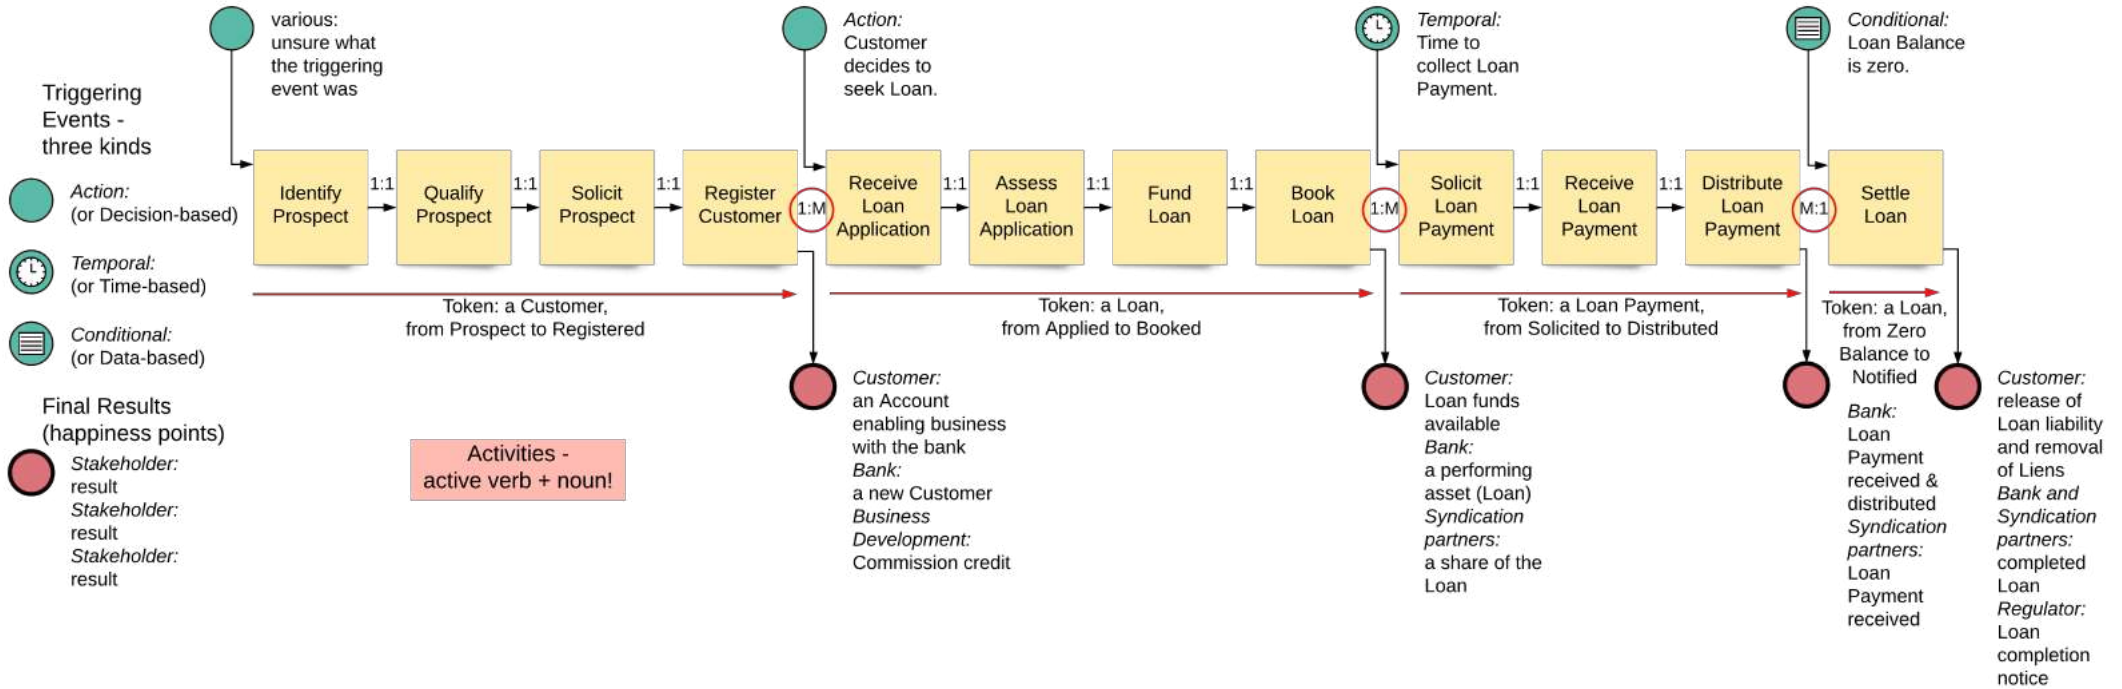 various:
unsure what
the triggering
event was
Action:
Customer
decides to
seek Loan.
Temporal:
Time to
collect Loan
Payment.
Conditional:
Loan Balance
is zero.
Triggering
Events -
three kinds
Action:
(or Decision-based)
Temporal:
(or Time-based)
Conditional:
(or Data-based)
Final Results
(happiness points)
Stakeholder:
result
Stakeholder:
result
Stakeholder:
result
Identify
Prospect
1:1
Qualify
Prospect
1:1
Solicit
Prospect
1:1
Register
Customer
1:M
Receive
Loan
Application
1:1
Assess
Loan
Application
1:1
Fund
Loan
1:1
Book
Loan
1:M
Solicit
Loan
Payment
1:1
Receive
Loan
Payment
1:1
Distribute
Loan
Payment
M:1
Settle
Loan
Token: a Customer,
from Prospect to Registered
Token: a Loan,
from Applied to Booked
Token: a Loan Payment,
from Solicited to Distributed
Token: a Loan,
from Zero
Balance to
Notified
Activities -
active verb + noun!
Customer:
an Account
enabling business
with the bank
Bank:
a new Customer
Business
Development:
Commission credit
Customer:
Loan funds
available
Bank:
a performing
asset (Loan)
Syndication
partners:
a share of the
Loan
Bank:
Loan
Payment
received &
distributed
Syndication
partners:
Loan
Payment
received
Customer:
release of
Loan liability
and removal
of Liens
Bank and
Syndication
partners:
completed
Loan
Regulator:
Loan
completion
notice